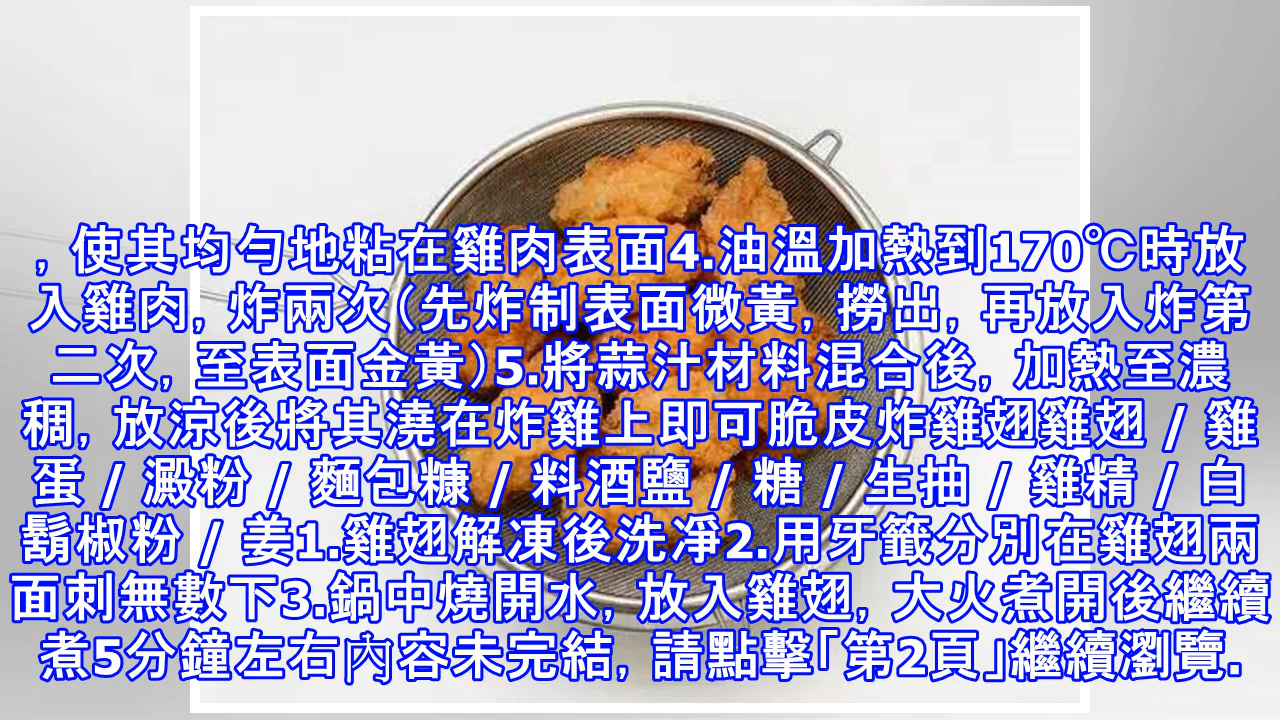 , 使其均勻地粘在雞肉表面4.油溫加熱到170℃時放
入雞肉, 炸兩次(先炸制表面微黃, 撈出, 再放入炸第
二次, 至表面金黃)5.將蒜汁材料混合後, 加熱至濃
稠, 放涼後將其澆在炸雞上即可脆皮炸雞翅雞翅 / 雞
蛋 / 澱粉 / 麵包糠 / 料酒鹽 / 糖 / 生抽 / 雞精 / 白
鬍椒粉 / 姜1.雞翅解凍後洗淨2.用牙籤分別在雞翅兩
面刺無數下3.鍋中燒開水, 放入雞翅, 大火煮開後繼續
煮5分鐘左右內容未完結, 請點擊「第2頁」繼續瀏覽.